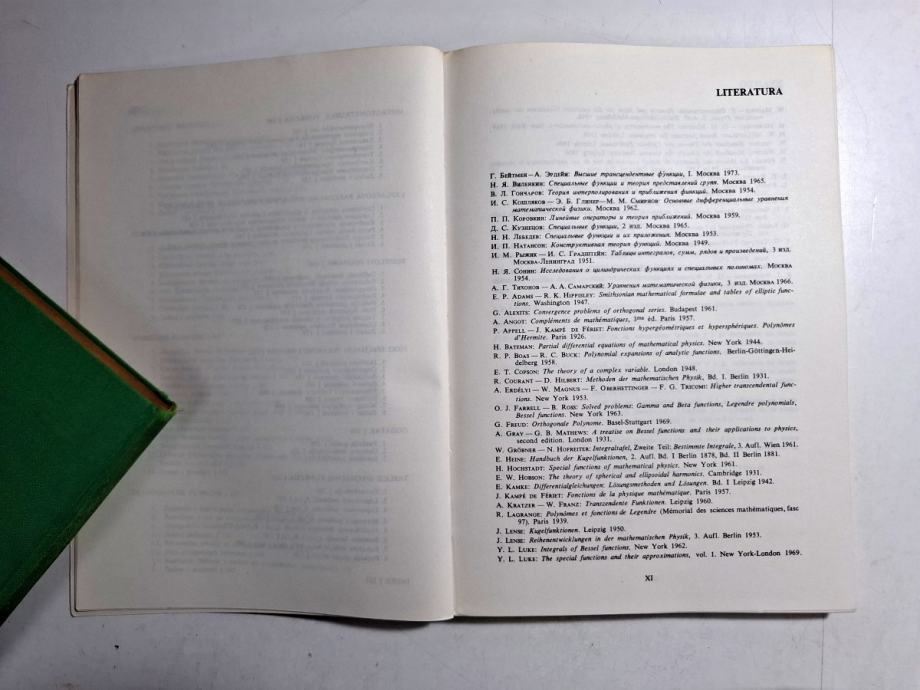 LITERATURA
Г. Бейтмен — А. Эрдейи: Высшие трансцендентные функции, I. Москва 1973.
Н. Я. Виленкин: Специальные функции и теория представлений групп. Москва 1965.
В. Л. Гончаров: Теория интерполирования и приближения функций. Москва 1954.
И. С. Кошляков — Э. Б. Глинер — М. М. Смирнов: Основные дифференциальные уравнения
математической физики. Москва 1962.
П. П. Коровкин: Линейные операторы и теория приближений. Москва 1959.
Д. С. Кузнецов: Специальные функции, 2 изд. Москва 1965.
Н. Н. Лебедев: Специальные функции и их приложения. Москва 1953.
И. П. Натансон: Конструктивная теория функций. Москва 1949.
И. М. Рыжик — И. С. Градштейн: Таблицы интегралов, сумм, рядов и произведений, 3 изд.
Москва-Ленинград 1951.
Н. Я. Сонин: Исследования о цилиндрических функциях и специальных полиномах. Москва
1954.
А. Г. Тихонов — А. А. Самарский: Уравнения математической физики, 3 изд. Москва 1966.
E. P. Adams — R. K. Hippisley: Smithsonian mathematical formulae and tables of elliptic func-
tions. Washington 1947.
G. Alexits: Convergence problems of orthogonal series. Budapest 1961.
A. Angot: Compléments de mathématiques, 3ème éd. Paris 1957.
P. Appell — J. Kampé de Fériet: Fonctions hypergéométriques et hypersphériques. Polynômes
d'Hermite. Paris 1926.
H. Bateman: Partial differential equations of mathematical physics. New York 1944.
R. P. Boas — R. C. Buck: Polynomial expansions of analytic functions. Berlin-Göttingen-Hei-
delberg 1958.
E. T. Copson: The theory of a complex variable. London 1948.
R. Courant — D. Hilbert: Methoden der mathematischen Physik, Bd. I. Berlin 1931.
A. Erdélyi — W. Magnus — F. Oberhettinger — F. G. Tricomi: Higher transcendental func-
tions. New York 1953.
O. J. Farrell — B. Ross: Solved problems: Gamma and Beta functions, Legendre polynomials,
Bessel functions. New York 1963.
G. Freud: Orthogonale Polynome. Basel-Stuttgart 1969.
A. Gray — G. B. Mathews: A treatise on Bessel functions and their applications to physics,
second edition. London 1931.
W. Gröbner — N. Hofreiter: Integraltafel, Zweite Teil: Bestimmte Integrale, 3. Aufl. Wien 1961.
E. Heine: Handbuch der Kugelfunktionen, 2. Aufl. Bd. I Berlin 1878, Bd. II Berlin 1881.
H. Hochstadt: Special functions of mathematical physics. New York 1961.
E. W. Hobson: The theory of spherical and ellipsoidal harmonics. Cambridge 1931.
E. Kamke: Differentialgleichungen; Lösungsmethoden und Lösungen. Bd. I Leipzig 1942.
J. Kampé de Fériet: Fonctions de la physique mathématique. Paris 1957.
A. Kratzer — W. Franz: Transzendente Funktionen. Leipzig 1960.
R. Lagrange: Polynômes et fonctions de Legendre (Mémorial des sciences mathématiques, fasc
97). Paris 1939.
J. Lense: Kugelfunktionen. Leipzig 1950.
J. Lense: Reihenentwicklungen in der mathematischen Physik, 3. Aufl. Berlin 1953.
Y. L. Luke: Integrals of Bessel functions. New York 1962.
Y. L. Luke: The special functions and their approximations, vol. 1. New York-London 1969.
XI